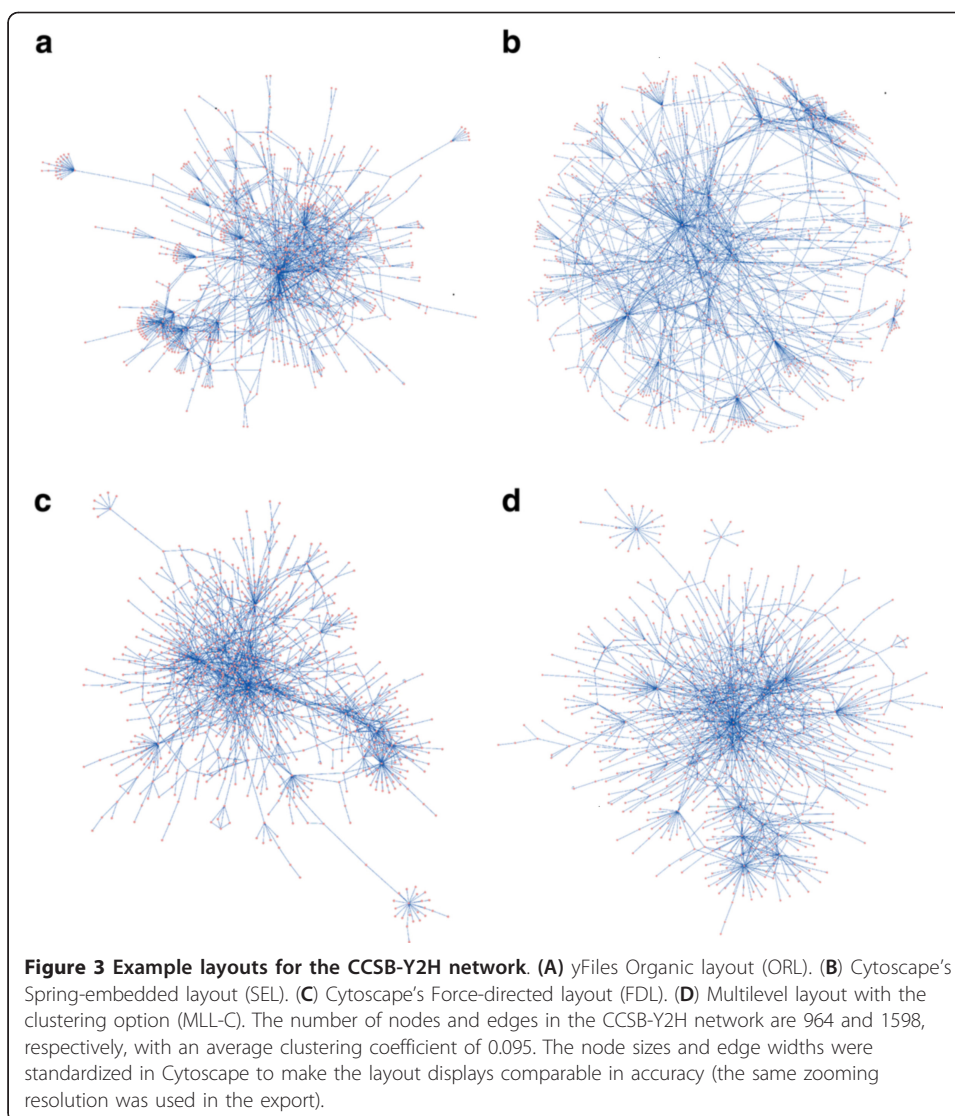 a
b
c
d
Figure 3 Example layouts for the CCSB-Y2H network. (A) yFiles Organic layout (ORL). (B) Cytoscape's
Spring-embedded layout (SEL). (C) Cytoscape's Force-directed layout (FDL). (D) Multilevel layout with the
clustering option (MLL-C). The number of nodes and edges in the CCSB-Y2H network are 964 and 1598,
respectively, with an average clustering coefficient of 0.095. The node sizes and edge widths were
standardized in Cytoscape to make the layout displays comparable in accuracy (the same zooming
resolution was used in the export).